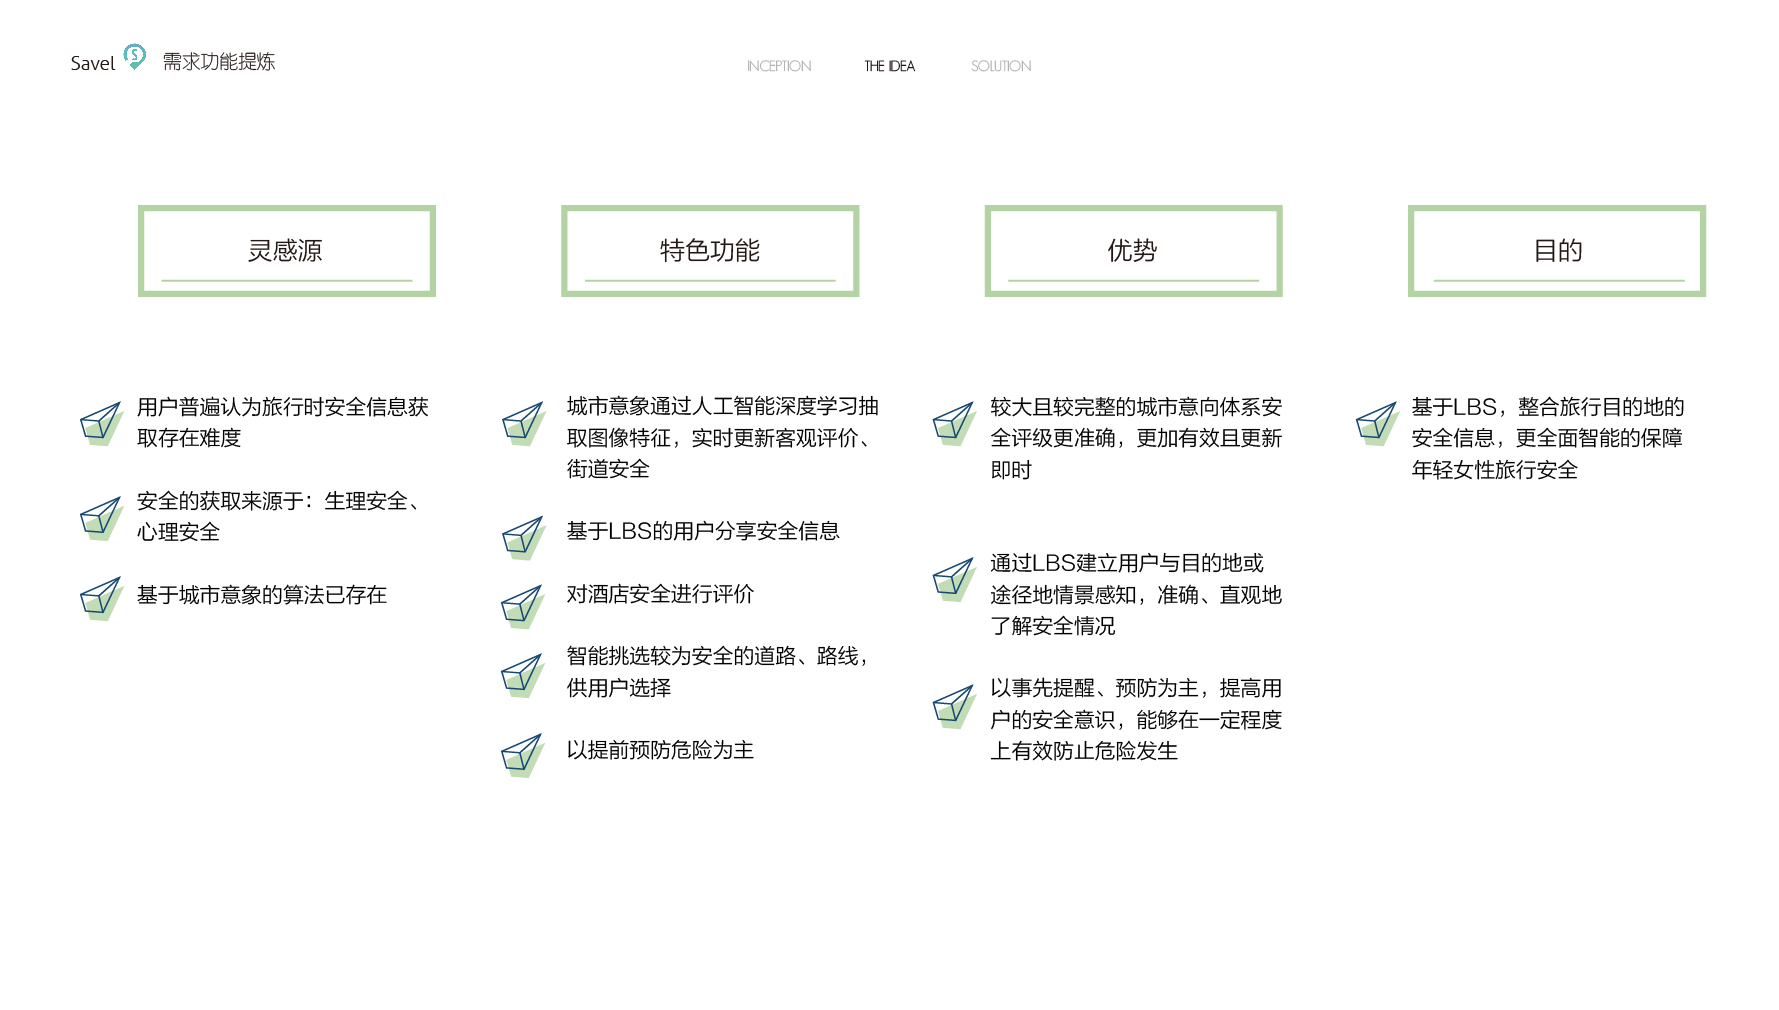 Savel
需求功能提炼
INCEPTION
THE IDEA
SOLUTION
灵感源
用户普遍认为旅行时安全信息获
取存在难度
安全的获取来源于：生理安全、
心理安全
基于城市意象的算法已存在
特色功能
城市意象通过人工智能深度学习抽
取图像特征，实时更新客观评价、
街道安全
基于LBS的用户分享安全信息
对酒店安全进行评价
智能挑选较为安全的道路、路线，
供用户选择
以提前预防危险为主
优势
较大且较完整的城市意向体系安
全评级更准确，更加有效且更新
即时
通过LBS建立用户与目的地或
途径地情景感知，准确、直观地
了解安全情况
以事先提醒、预防为主，提高用
户的安全意识，能够在一定程度
上有效防止危险发生
目的
基于LBS，整合旅行目的地的
安全信息，更全面智能的保障
年轻女性旅行安全